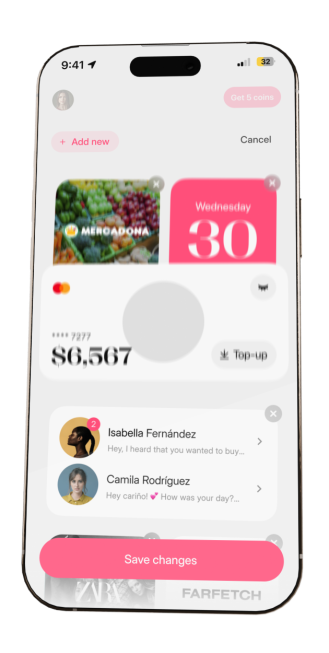 9:41
32
Get 5 coins
+ Add new
Cancel
MERCADONA
Wednesday
30
**** 7277
$6,567
Top-up
2
Isabella Fernández
Hey, I heard that you wanted to buy...
Camila Rodríguez
Hey cariño! 💕 How was your day?...
Save changes
ZARA
FARFETCH